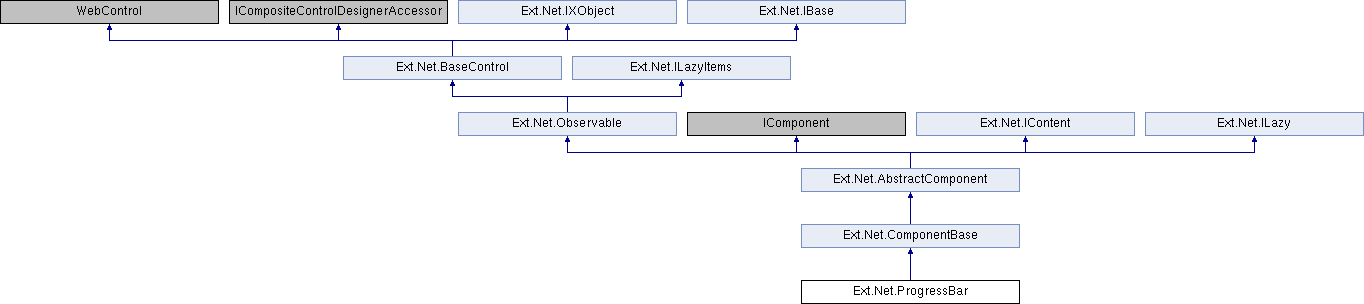 WebControl
ICompositeControlDesignerAccessor
Ext.Net.IXObject
Ext.Net.IBase
Ext.Net.BaseControl
Ext.Net.ILazyItems
Ext.Net.Observable
IComponent
Ext.Net.IContent
Ext.Net.ILazy
Ext.Net.AbstractComponent
Ext.Net.ComponentBase
Ext.Net.ProgressBar